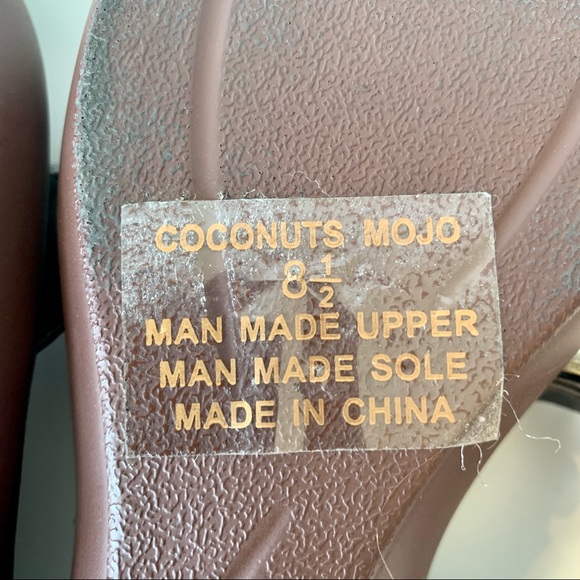 COCONUTS MOJO
8 1/2
MAN MADE UPPER
MAN MADE SOLE
MADE IN CHINA